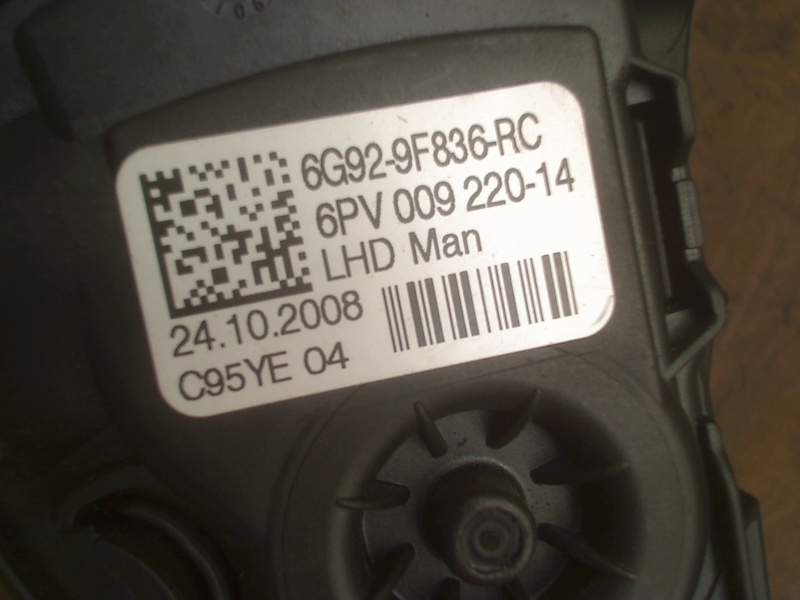 6G92-9F836-RC
6PV 009 220-14
LHD Man
24.10.2008
C95YE 04